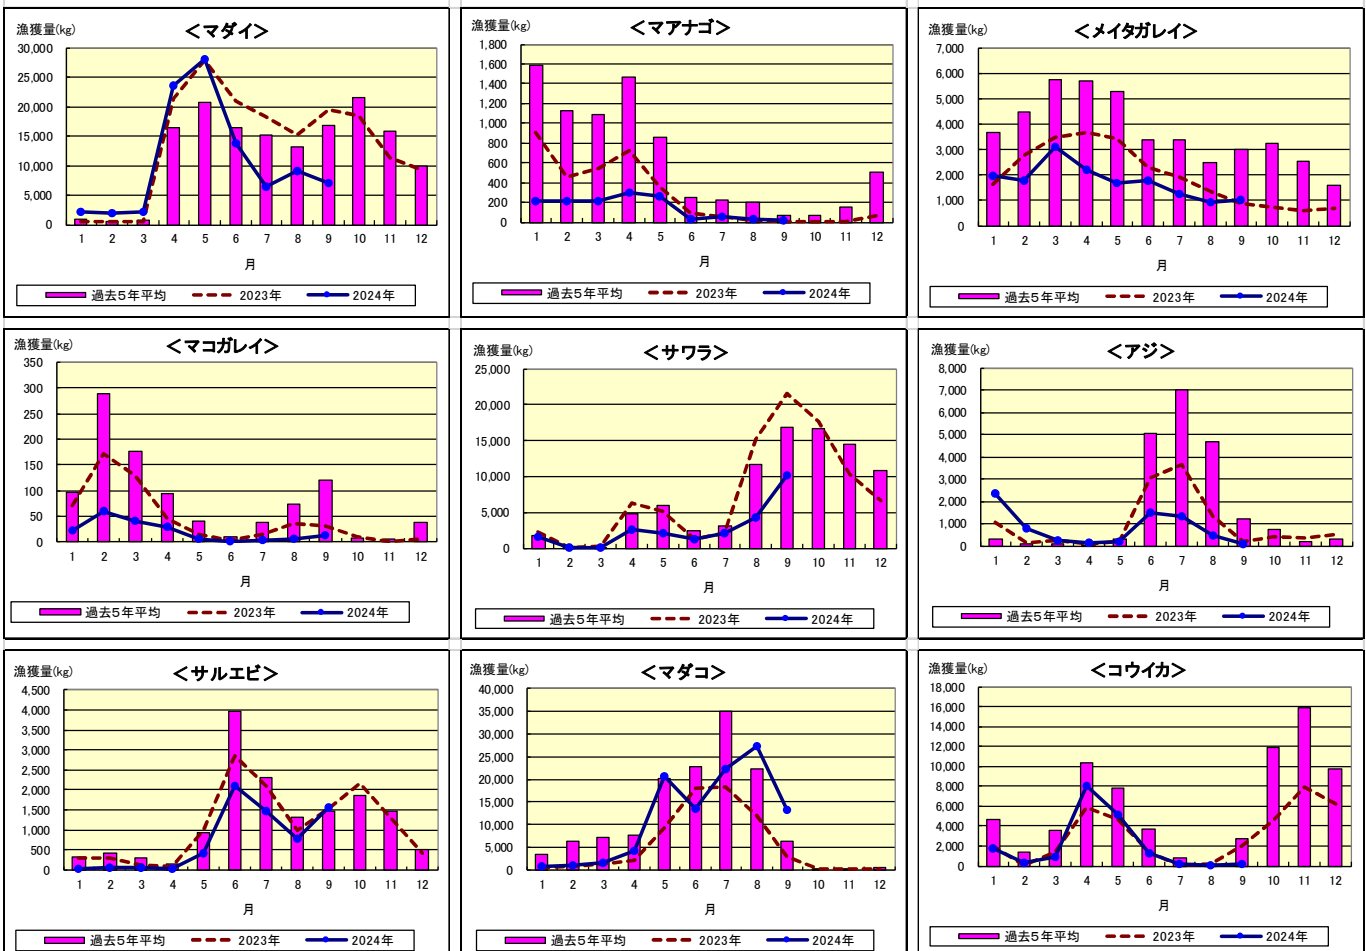 漁獲量(kg) ＜マダイ＞
30,000
25,000
20,000
15,000
10,000
5,000
0
1 2 3 4 5 6 7 8 9 10 11 12
月
過去5年平均 2023年 2024年
漁獲量(kg) ＜マアナゴ＞
1,800
1,600
1,400
1,200
1,000
800
600
400
200
0
1 2 3 4 5 6 7 8 9 10 11 12
月
過去5年平均 2023年 2024年
漁獲量(kg) ＜メイタガレイ＞
7,000
6,000
5,000
4,000
3,000
2,000
1,000
0
1 2 3 4 5 6 7 8 9 10 11 12
月
過去5年平均 2023年 2024年
漁獲量(kg) ＜マコガレイ＞
350
300
250
200
150
100
50
0
1 2 3 4 5 6 7 8 9 10 11 12
月
過去5年平均 2023年 2024年
漁獲量(kg) ＜サワラ＞
25,000
20,000
15,000
10,000
5,000
0
1 2 3 4 5 6 7 8 9 10 11 12
月
過去5年平均 2023年 2024年
漁獲量(kg) ＜アジ＞
8,000
7,000
6,000
5,000
4,000
3,000
2,000
1,000
0
1 2 3 4 5 6 7 8 9 10 11 12
月
過去5年平均 2023年 2024年
漁獲量(kg) ＜サルエビ＞
4,500
4,000
3,500
3,000
2,500
2,000
1,500
1,000
500
0
1 2 3 4 5 6 7 8 9 10 11 12
月
過去5年平均 2023年 2024年
漁獲量(kg) ＜マダコ＞
40,000
35,000
30,000
25,000
20,000
15,000
10,000
5,000
0
1 2 3 4 5 6 7 8 9 10 11 12
月
過去5年平均 2023年 2024年
漁獲量(kg) ＜コウイカ＞
18,000
16,000
14,000
12,000
10,000
8,000
6,000
4,000
2,000
0
1 2 3 4 5 6 7 8 9 10 11 12
月
過去5年平均 2023年 2024年